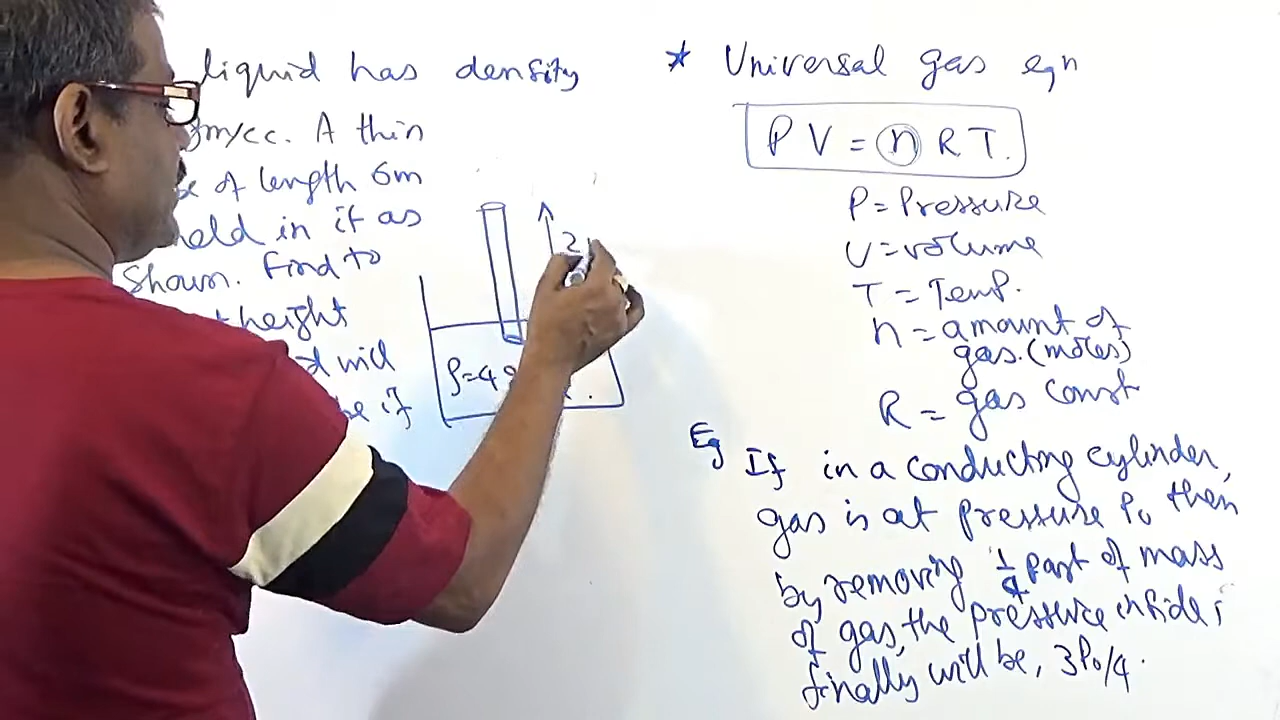 liquid has density
gm/cc. A thin
of length 6m
held in it as
shown. Find to
height
will
be if
2
ρ=4 g
* Universal gas eqn
PV = nRT.
P = Pressure
V = volume
T = Temp.
n = amount of
gas. (moles)
R = gas const
Eg
If in a conducting cylinder,
gas is at pressure P₀ then
by removing 1/4 part of mass
of gas, the pressure inside
finally will be, 3P₀/4.